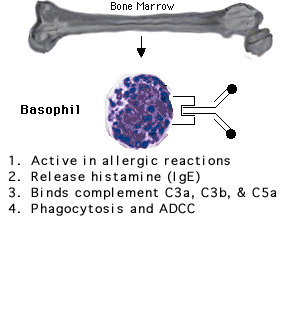 Bone Marrow
Basophil
1. Active in allergic reactions
2. Release histamine (IgE)
3. Binds complement C3a, C3b, & C5a
4. Phagocytosis and ADCC